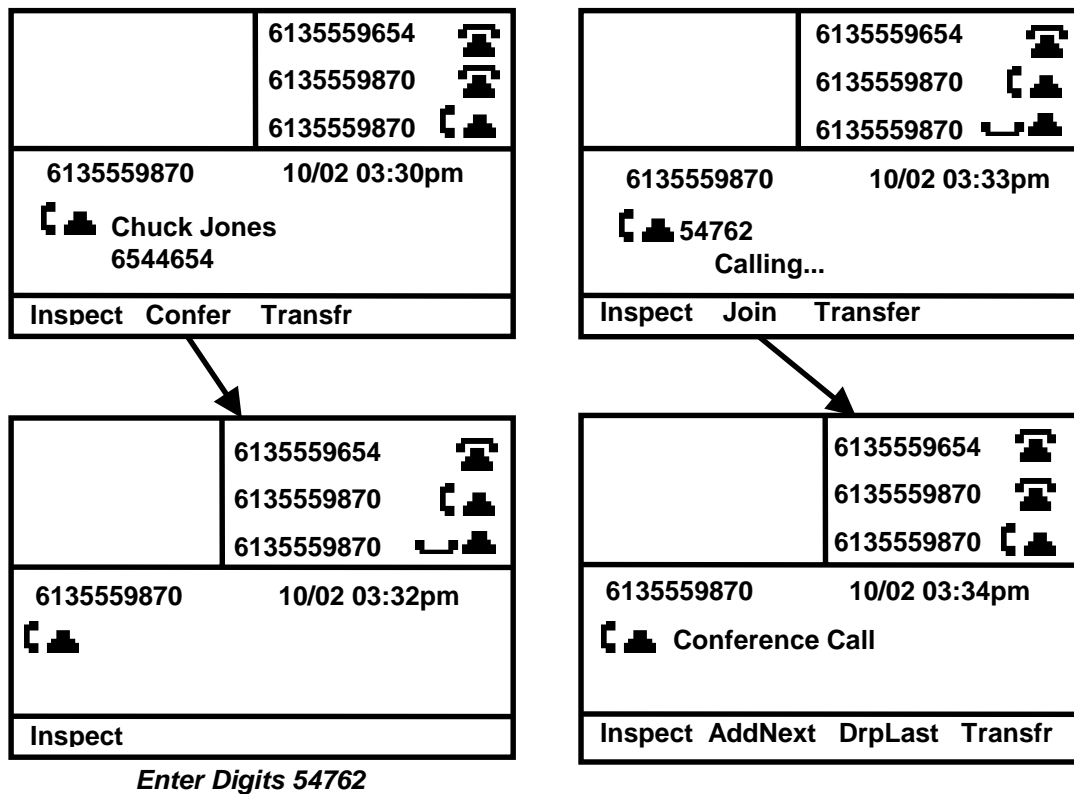 6135559654
6135559870
6135559870
6135559870 10/02 03:30pm
Chuck Jones
6544654
Inspect Confer Transfr
6135559654
6135559870
6135559870
6135559870 10/02 03:32pm
Inspect
Enter Digits 54762
6135559654
6135559870
6135559870
6135559870 10/02 03:33pm
54762
Calling...
Inspect Join Transfer
6135559654
6135559870
6135559870
6135559870 10/02 03:34pm
Conference Call
Inspect AddNext DrpLast Transfr